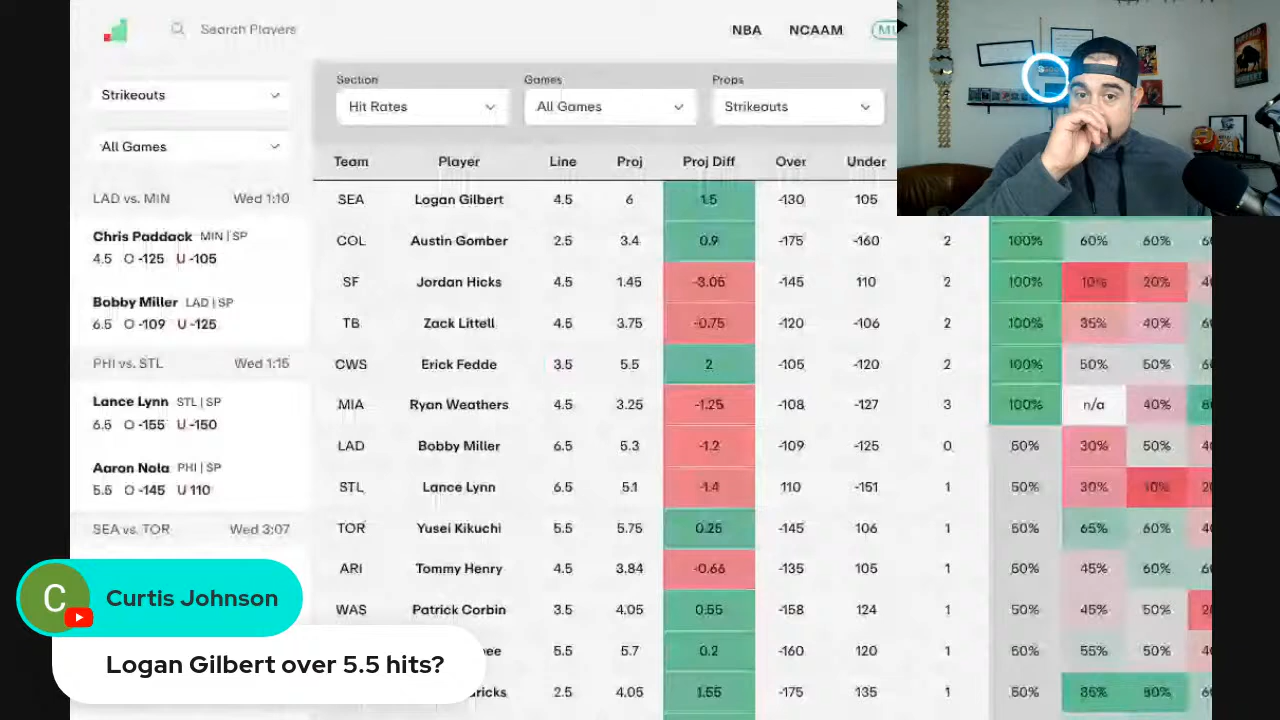 Search Players
NBA NCAAM
Strikeouts
All Games
Section Games Props
Hit Rates All Games Strikeouts
Team Player Line Proj Proj Diff Over Under
SEA Logan Gilbert 4.5 6 1.5 -130 105
COL Austin Gomber 2.5 3.4 0.9 -175 -160 2 100% 60% 60%
SF Jordan Hicks 4.5 1.45 -3.05 -145 110 2 100% 10% 20%
TB Zack Littell 4.5 3.75 -0.75 -120 -106 2 100% 35% 40%
CWS Erick Fedde 3.5 5.5 2 -105 -120 2 100% 50% 50%
MIA Ryan Weathers 4.5 3.25 -1.25 -108 -127 3 100% n/a 40%
LAD Bobby Miller 6.5 5.3 -1.2 -109 -125 0 50% 30% 50%
STL Lance Lynn 6.5 5.1 -1.4 110 -151 1 50% 30% 10%
TOR Yusei Kikuchi 5.5 5.75 0.25 -145 106 1 50% 65% 60%
ARI Tommy Henry 4.5 3.84 -0.66 -135 105 1 50% 45% 60%
WAS Patrick Corbin 3.5 4.05 0.55 -158 124 1 50% 45% 50%
5.5 5.7 0.2 -160 120 1 50% 55% 50%
2.5 4.05 1.55 -175 135 1 50%
LAD vs. MIN Wed 1:10
Chris Paddack MIN | SP
4.5 O -125 U -105
Bobby Miller LAD | SP
6.5 O -109 U -125
PHI vs. STL Wed 1:15
Lance Lynn STL | SP
6.5 O -155 U -150
Aaron Nola PHI | SP
5.5 O -145 U 110
SEA vs. TOR Wed 3:07
C Curtis Johnson
Logan Gilbert over 5.5 hits?